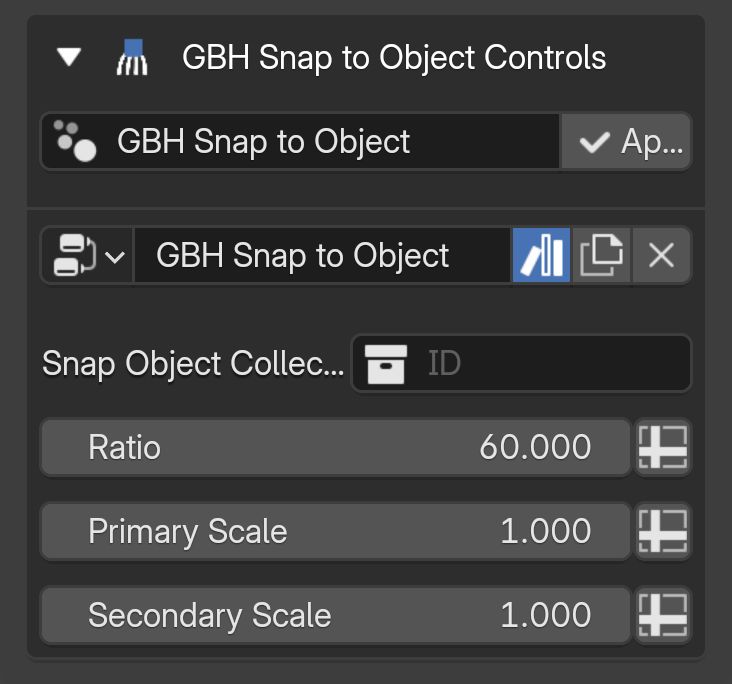 GBH Snap to Object Controls
GBH Snap to Object Ap...
GBH Snap to Object
Snap Object Collec... ID
Ratio 60.000
Primary Scale 1.000
Secondary Scale 1.000